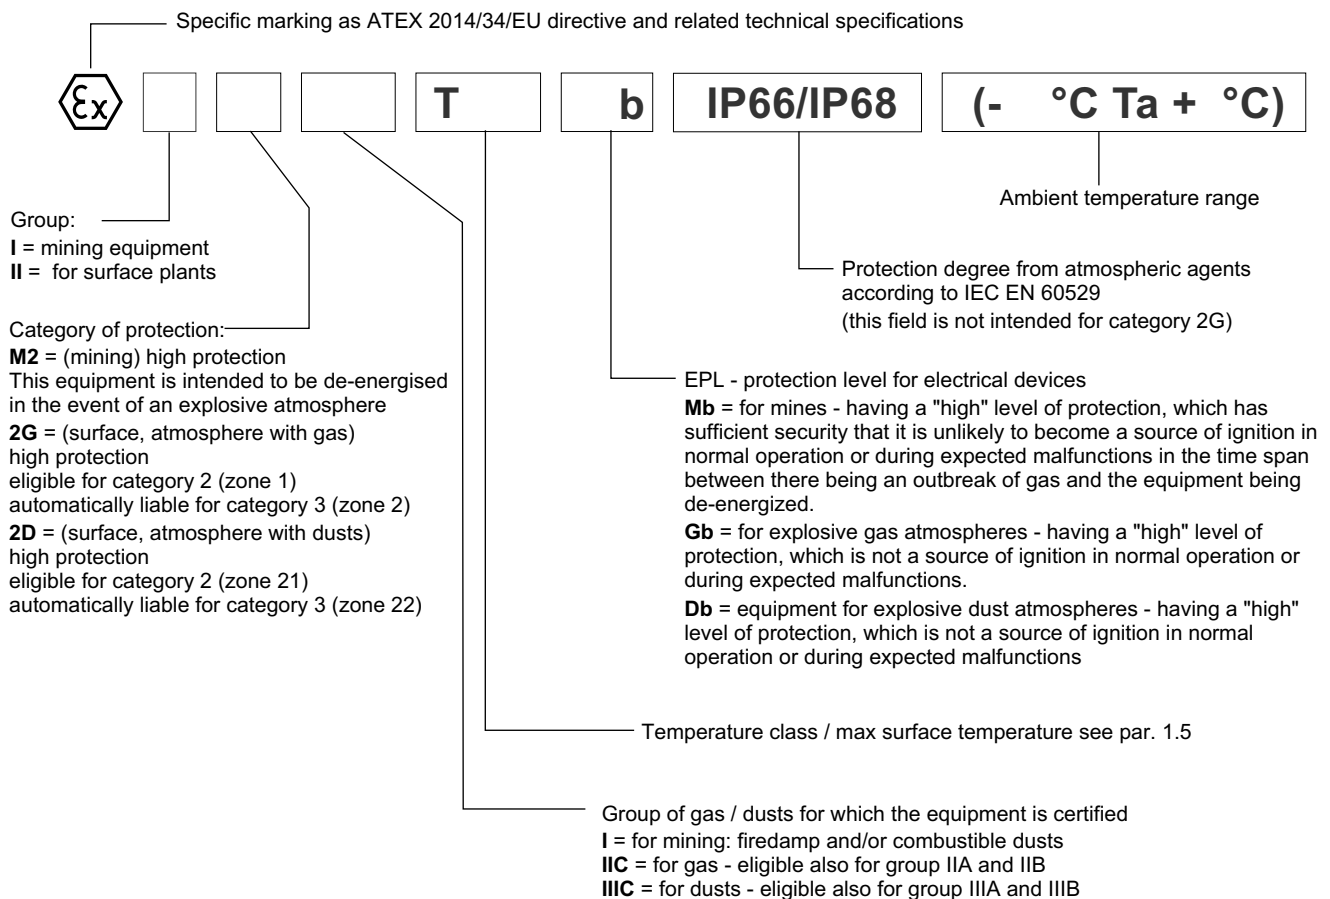 Specific marking as ATEX 2014/34/EU directive and related technical specifications
Ex T b IP66/IP68 (- °C Ta + °C)
Ambient temperature range
Group:
I = mining equipment
II = for surface plants
Protection degree from atmospheric agents
according to IEC EN 60529
(this field is not intended for category 2G)
Category of protection:
M2 = (mining) high protection
This equipment is intended to be de-energised
in the event of an explosive atmosphere
2G = (surface, atmosphere with gas)
high protection
eligible for category 2 (zone 1)
automatically liable for category 3 (zone 2)
2D = (surface, atmosphere with dusts)
high protection
eligible for category 2 (zone 21)
automatically liable for category 3 (zone 22)
EPL - protection level for electrical devices
Mb = for mines - having a "high" level of protection, which has
sufficient security that it is unlikely to become a source of ignition in
normal operation or during expected malfunctions in the time span
between there being an outbreak of gas and the equipment being
de-energized.
Gb = for explosive gas atmospheres - having a "high" level of
protection, which is not a source of ignition in normal operation or
during expected malfunctions.
Db = equipment for explosive dust atmospheres - having a "high"
level of protection, which is not a source of ignition in normal
operation or during expected malfunctions
Temperature class / max surface temperature see par. 1.5
Group of gas / dusts for which the equipment is certified
I = for mining: firedamp and/or combustible dusts
IIC = for gas - eligible also for group IIA and IIB
IIIC = for dusts - eligible also for group IIIA and IIIB